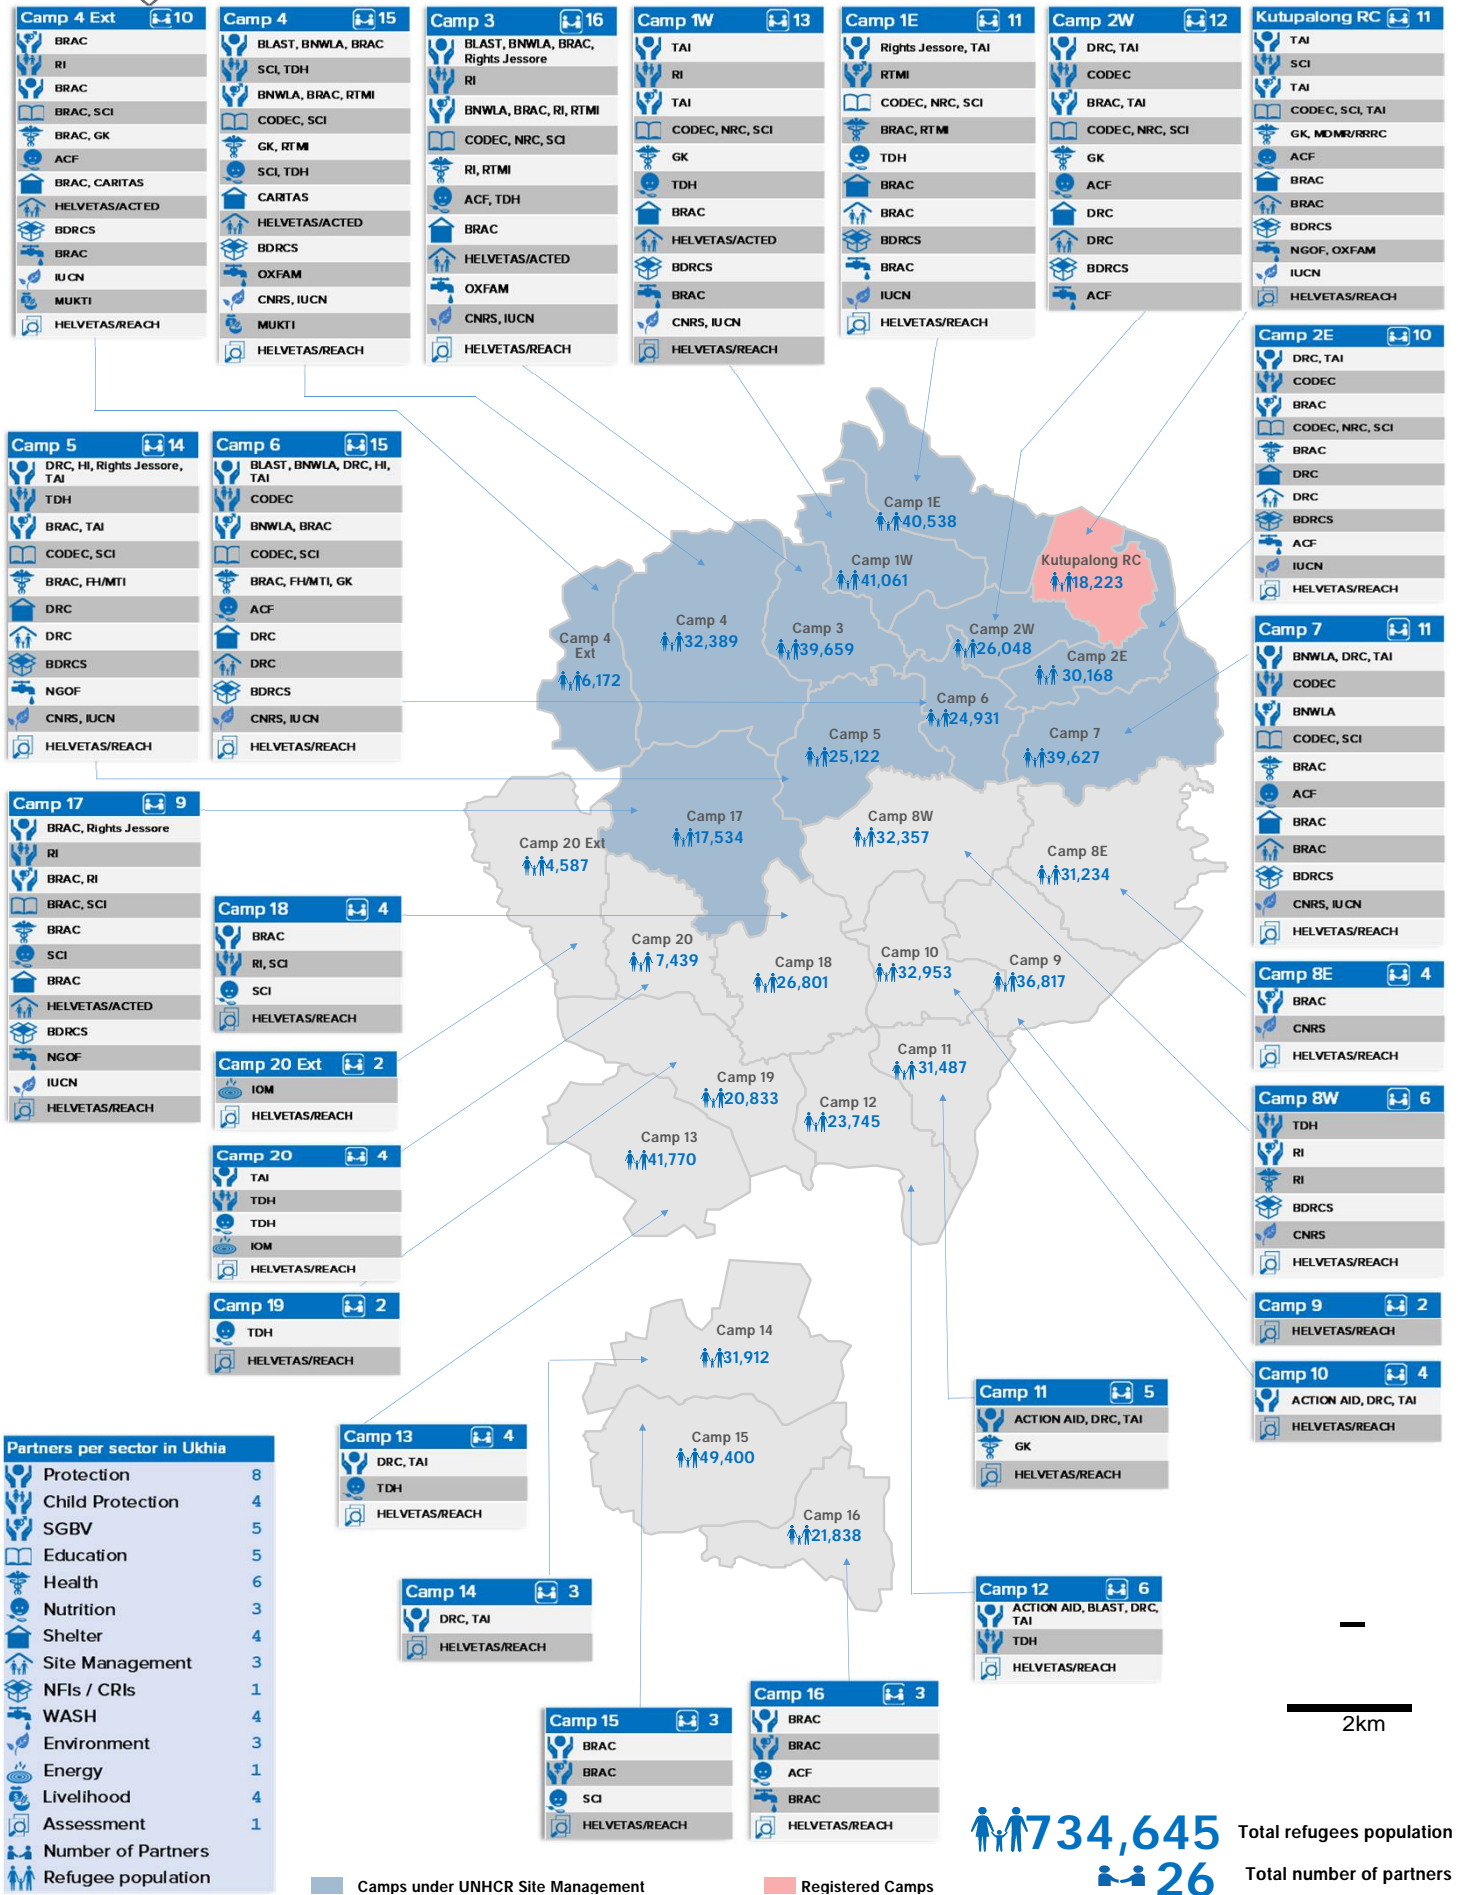 Camp 4 Ext 10
BRAC
RI
BRAC
BRAC, SCI
BRAC, GK
ACF
BRAC, CARITAS
HELVETAS/ACTED
BDRCS
BRAC
IUCN
MUKTI
HELVETAS/REACH
Camp 4 15
BLAST, BNWLA, BRAC
SCI, TDH
BNWLA, BRAC, RTMI
CODEC, SCI
GK, RTMI
SCI, TDH
CARITAS
HELVETAS/ACTED
BDRCS
OXFAM
CNRS, IUCN
MUKTI
HELVETAS/REACH
Camp 3 16
BLAST, BNWLA, BRAC,
Rights Jessore
RI
BNWLA, BRAC, RI, RTMI
CODEC, NRC, SCI
RI, RTMI
ACF, TDH
BRAC
HELVETAS/ACTED
OXFAM
CNRS, IUCN
HELVETAS/REACH
Camp 1W 13
TAI
RI
TAI
CODEC, NRC, SCI
GK
TDH
BRAC
HELVETAS/ACTED
BDRCS
BRAC
CNRS, IUCN
HELVETAS/REACH
Camp 1E 11
Rights Jessore, TAI
RTMI
CODEC, NRC, SCI
BRAC, RTMI
TDH
BRAC
BRAC
BDRCS
BRAC
IUCN
HELVETAS/REACH
Camp 2W 12
DRC, TAI
CODEC
BRAC, TAI
CODEC, NRC, SCI
GK
ACF
DRC
DRC
BDRCS
ACF
Kutupalong RC 11
TAI
SCI
TAI
CODEC, SCI, TAI
GK, MDMR/RRRC
ACF
BRAC
BRAC
BDRCS
NGOF, OXFAM
IUCN
HELVETAS/REACH
Camp 2E 10
DRC, TAI
CODEC
BRAC
CODEC, NRC, SCI
BRAC
DRC
DRC
BDRCS
ACF
IUCN
HELVETAS/REACH
Camp 5 14
DRC, HI, Rights Jessore,
TAI
TDH
BRAC, TAI
CODEC, SCI
BRAC, FH/MTI
DRC
DRC
BDRCS
NGOF
CNRS, IUCN
HELVETAS/REACH
Camp 6 15
BLAST, BNWLA, DRC, HI,
TAI
CODEC
BNWLA, BRAC
CODEC, SCI
BRAC, FH/MTI, GK
ACF
DRC
DRC
BDRCS
CNRS, IUCN
HELVETAS/REACH
Camp 7 11
BNWLA, DRC, TAI
CODEC
BNWLA
CODEC, SCI
BRAC
ACF
BRAC
BRAC
BDRCS
CNRS, IUCN
HELVETAS/REACH
Camp 1E
40,538
Camp 1W
41,061
Kutupalong RC
18,223
Camp 4
32,389
Camp 3
39,659
Camp 2W
26,048
Camp 4
Ext
6,172
Camp 2E
30,168
Camp 6
24,931
Camp 5
25,122
Camp 7
39,627
Camp 17
17,534
Camp 8W
32,357
Camp 20 Ext
4,587
Camp 8E
31,234
Camp 20
7,439
Camp 18
26,801
Camp 10
32,953
Camp 9
36,817
Camp 11
31,487
Camp 19
20,833
Camp 12
23,745
Camp 13
41,770
Camp 14
31,912
Camp 15
49,400
Camp 16
21,838
Camp 17 9
BRAC, Rights Jessore
RI
BRAC, RI
BRAC, SCI
BRAC
SCI
BRAC
HELVETAS/ACTED
BDRCS
NGOF
IUCN
HELVETAS/REACH
Camp 18 4
BRAC
RI, SCI
SCI
HELVETAS/REACH
Camp 20 Ext 2
IOM
HELVETAS/REACH
Camp 20 4
TAI
TDH
TDH
IOM
HELVETAS/REACH
Camp 19 2
TDH
HELVETAS/REACH
Camp 8E 4
BRAC
CNRS
HELVETAS/REACH
Camp 8W 6
TDH
RI
RI
BDRCS
CNRS
HELVETAS/REACH
Camp 9 2
HELVETAS/REACH
Camp 10 4
ACTION AID, DRC, TAI
HELVETAS/REACH
Camp 11 5
ACTION AID, DRC, TAI
GK
HELVETAS/REACH
Camp 13 4
DRC, TAI
TDH
HELVETAS/REACH
Camp 14 3
DRC, TAI
HELVETAS/REACH
Camp 12 6
ACTION AID, BLAST, DRC,
TAI
TDH
HELVETAS/REACH
Camp 15 3
BRAC
BRAC
SCI
HELVETAS/REACH
Camp 16 3
BRAC
BRAC
ACF
BRAC
HELVETAS/REACH
Partners per sector in Ukhia
Protection 8
Child Protection 4
SGBV 5
Education 5
Health 6
Nutrition 3
Shelter 4
Site Management 3
NFIs / CRIs 1
WASH 4
Environment 3
Energy 1
Livelihood 4
Assessment 1
Number of Partners
Refugee population
2km
734,645 Total refugees population
26 Total number of partners
Camps under UNHCR Site Management
Registered Camps